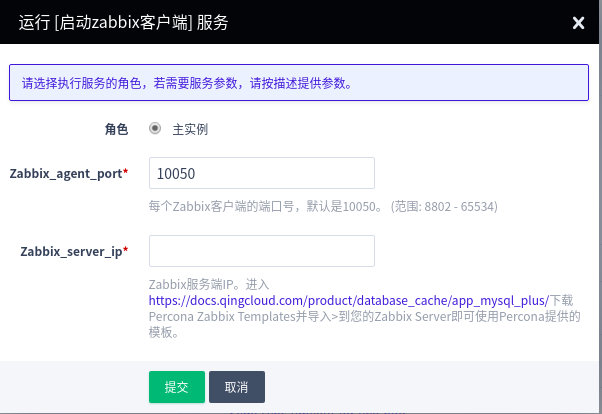 运行 [启动zabbix客户端] 服务
请选择执行服务的角色，若需要服务参数，请按描述提供参数。
角色 主实例
Zabbix_agent_port* 10050
每个Zabbix客户端的端口号，默认是10050。 (范围: 8802 - 65534)
Zabbix_server_ip*
Zabbix服务端IP。进入
https://docs.qingcloud.com/product/database_cache/app_mysql_plus/下载
Percona Zabbix Templates并导入>到您的Zabbix Server即可使用Percona提供的
模板。
提交 取消